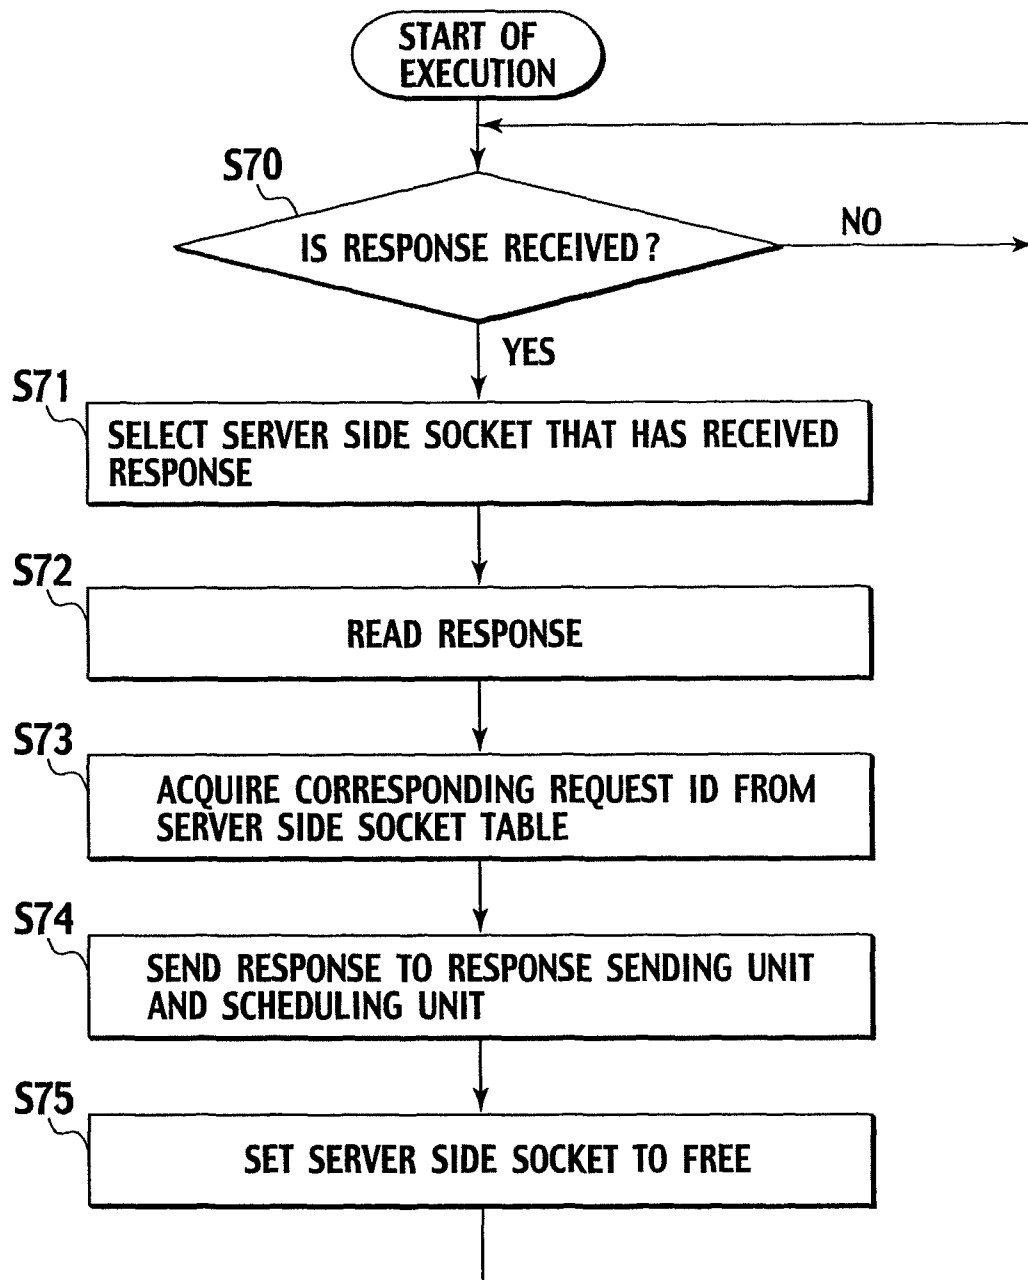 START OF
EXECUTION
S70
IS RESPONSE RECEIVED?
NO
YES
S71
SELECT SERVER SIDE SOCKET THAT HAS RECEIVED
RESPONSE
S72
READ RESPONSE
S73
ACQUIRE CORRESPONDING REQUEST ID FROM
SERVER SIDE SOCKET TABLE
S74
SEND RESPONSE TO RESPONSE SENDING UNIT
AND SCHEDULING UNIT
S75
SET SERVER SIDE SOCKET TO FREE